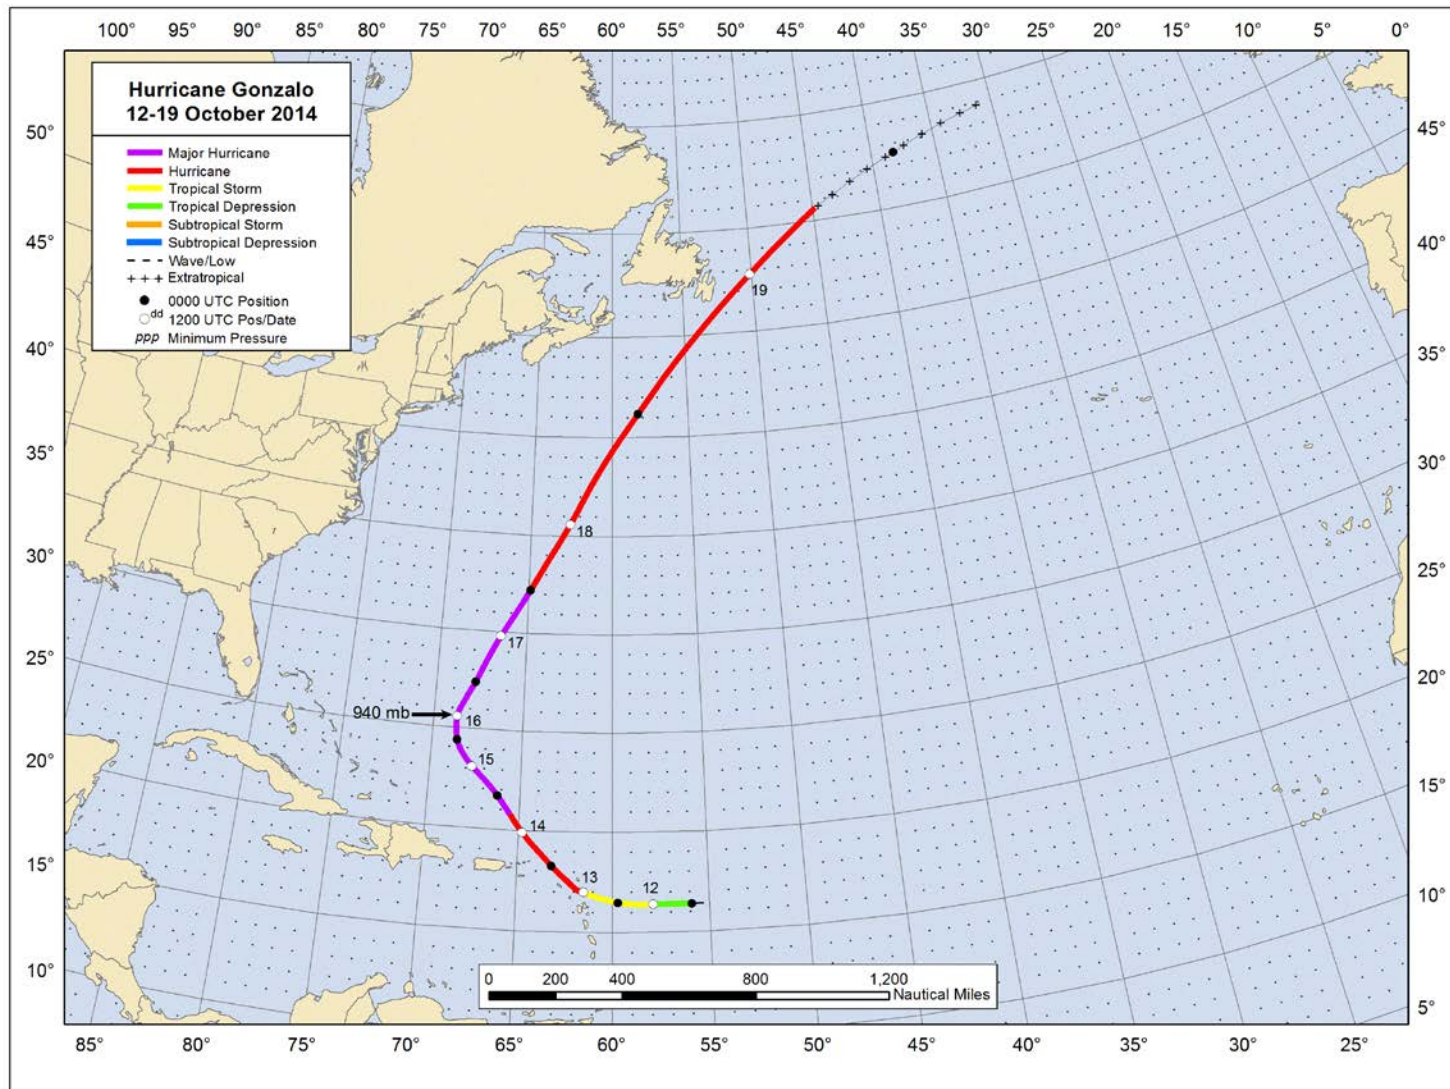 100° 95° 90° 85° 80° 75° 70° 65° 60° 55° 50° 45° 40° 35° 30° 25° 20° 15° 10° 5° 0°
Hurricane Gonzalo
12-19 October 2014
Major Hurricane
Hurricane
Tropical Storm
Tropical Depression
Subtropical Storm
Subtropical Depression
Wave/Low
Extratropical
0000 UTC Position
dd 1200 UTC Pos/Date
ppp Minimum Pressure
50°
45°
40°
35°
30°
25°
20°
15°
10°
45°
40°
35°
30°
25°
20°
15°
10°
5°
19
18
17
940 mb
16
15
14
13
12
0 200 400 800 1,200
Nautical Miles
85° 80° 75° 70° 65° 60° 55° 50° 45° 40° 35° 30° 25°